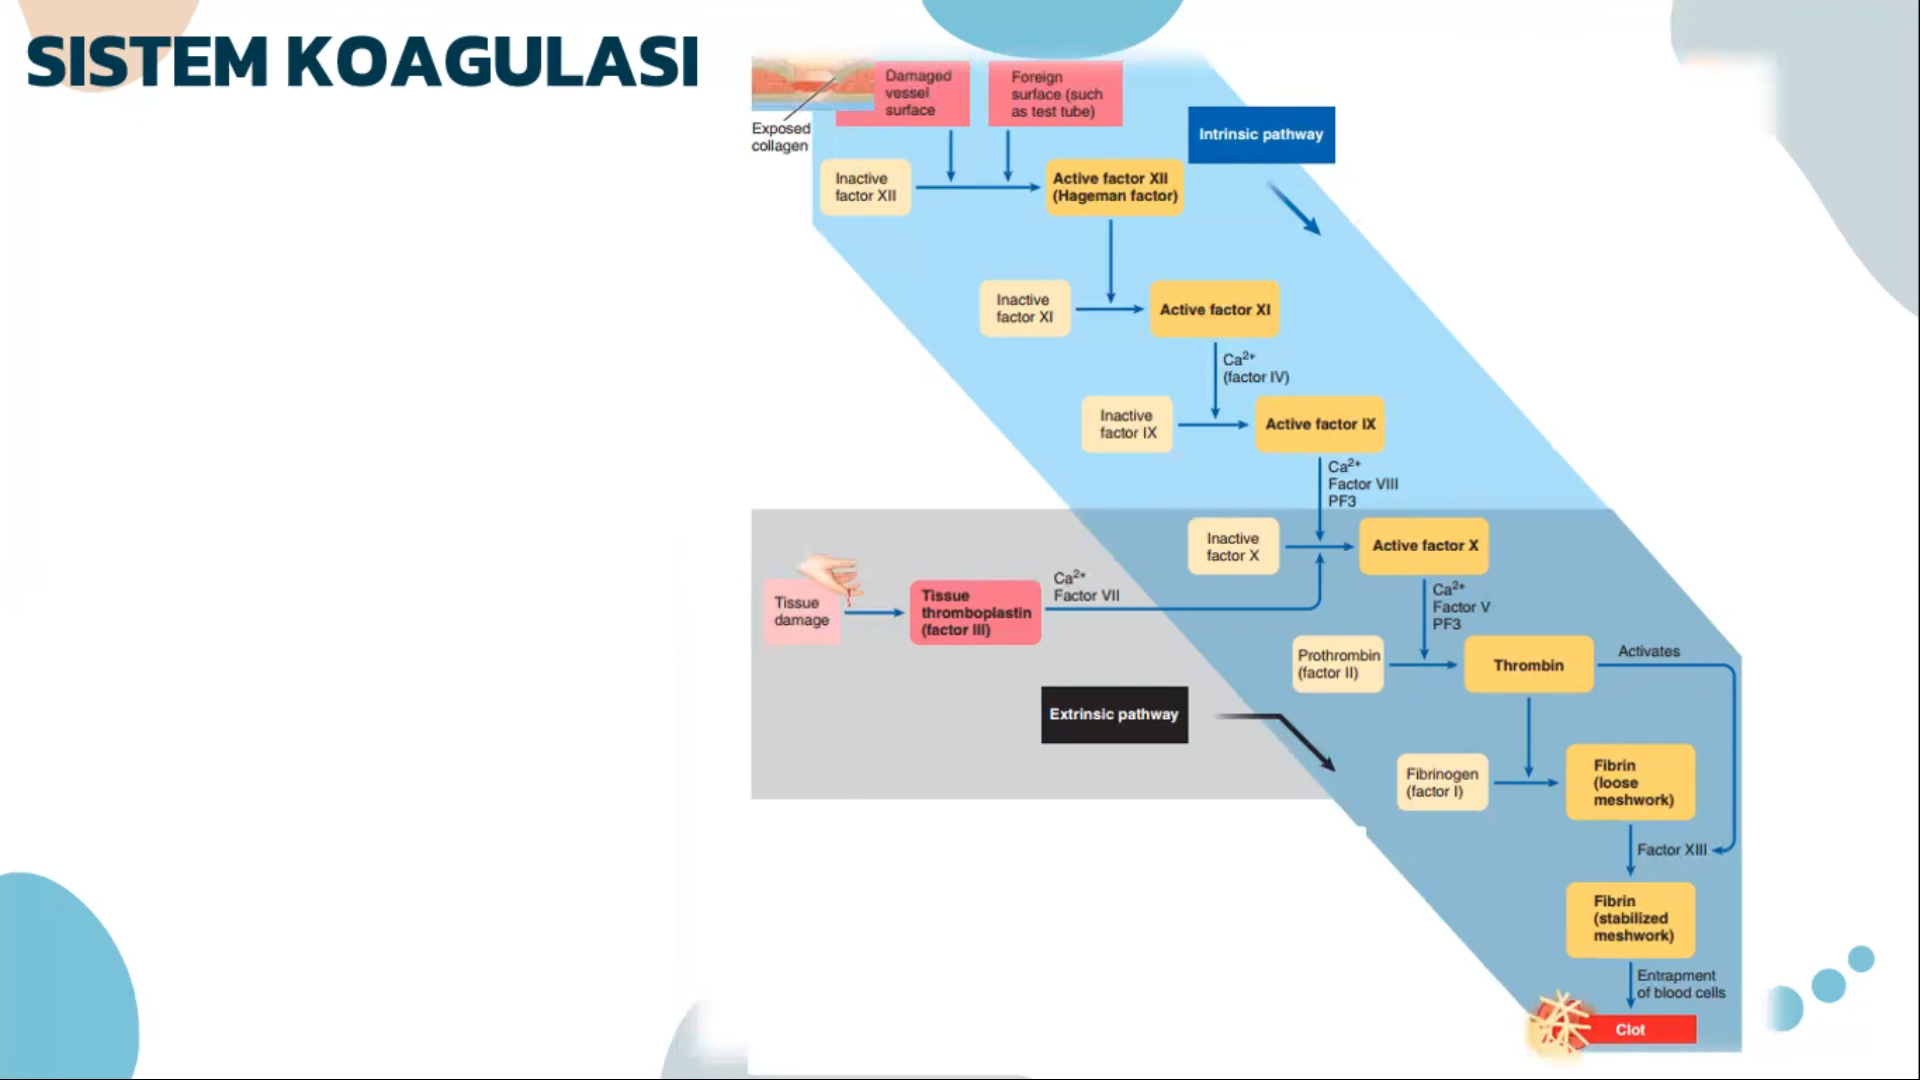 SISTEM KOAGULASI
Damaged
vessel
surface
Foreign
surface (such
as test tube)
Exposed
collagen
Intrinsic pathway
Inactive
factor XII
Active factor XII
(Hageman factor)
Inactive
factor XI
Active factor XI
Ca²⁺
(factor IV)
Inactive
factor IX
Active factor IX
Ca²⁺
Factor VIII
PF3
Inactive
factor X
Active factor X
Tissue
damage
Tissue
thromboplastin
(factor III)
Ca²⁺
Factor VII
Ca²⁺
Factor V
PF3
Prothrombin
(factor II)
Thrombin
Activates
Extrinsic pathway
Fibrinogen
(factor I)
Fibrin
(loose
meshwork)
Factor XIII
Fibrin
(stabilized
meshwork)
Entrapment
of blood cells
Clot